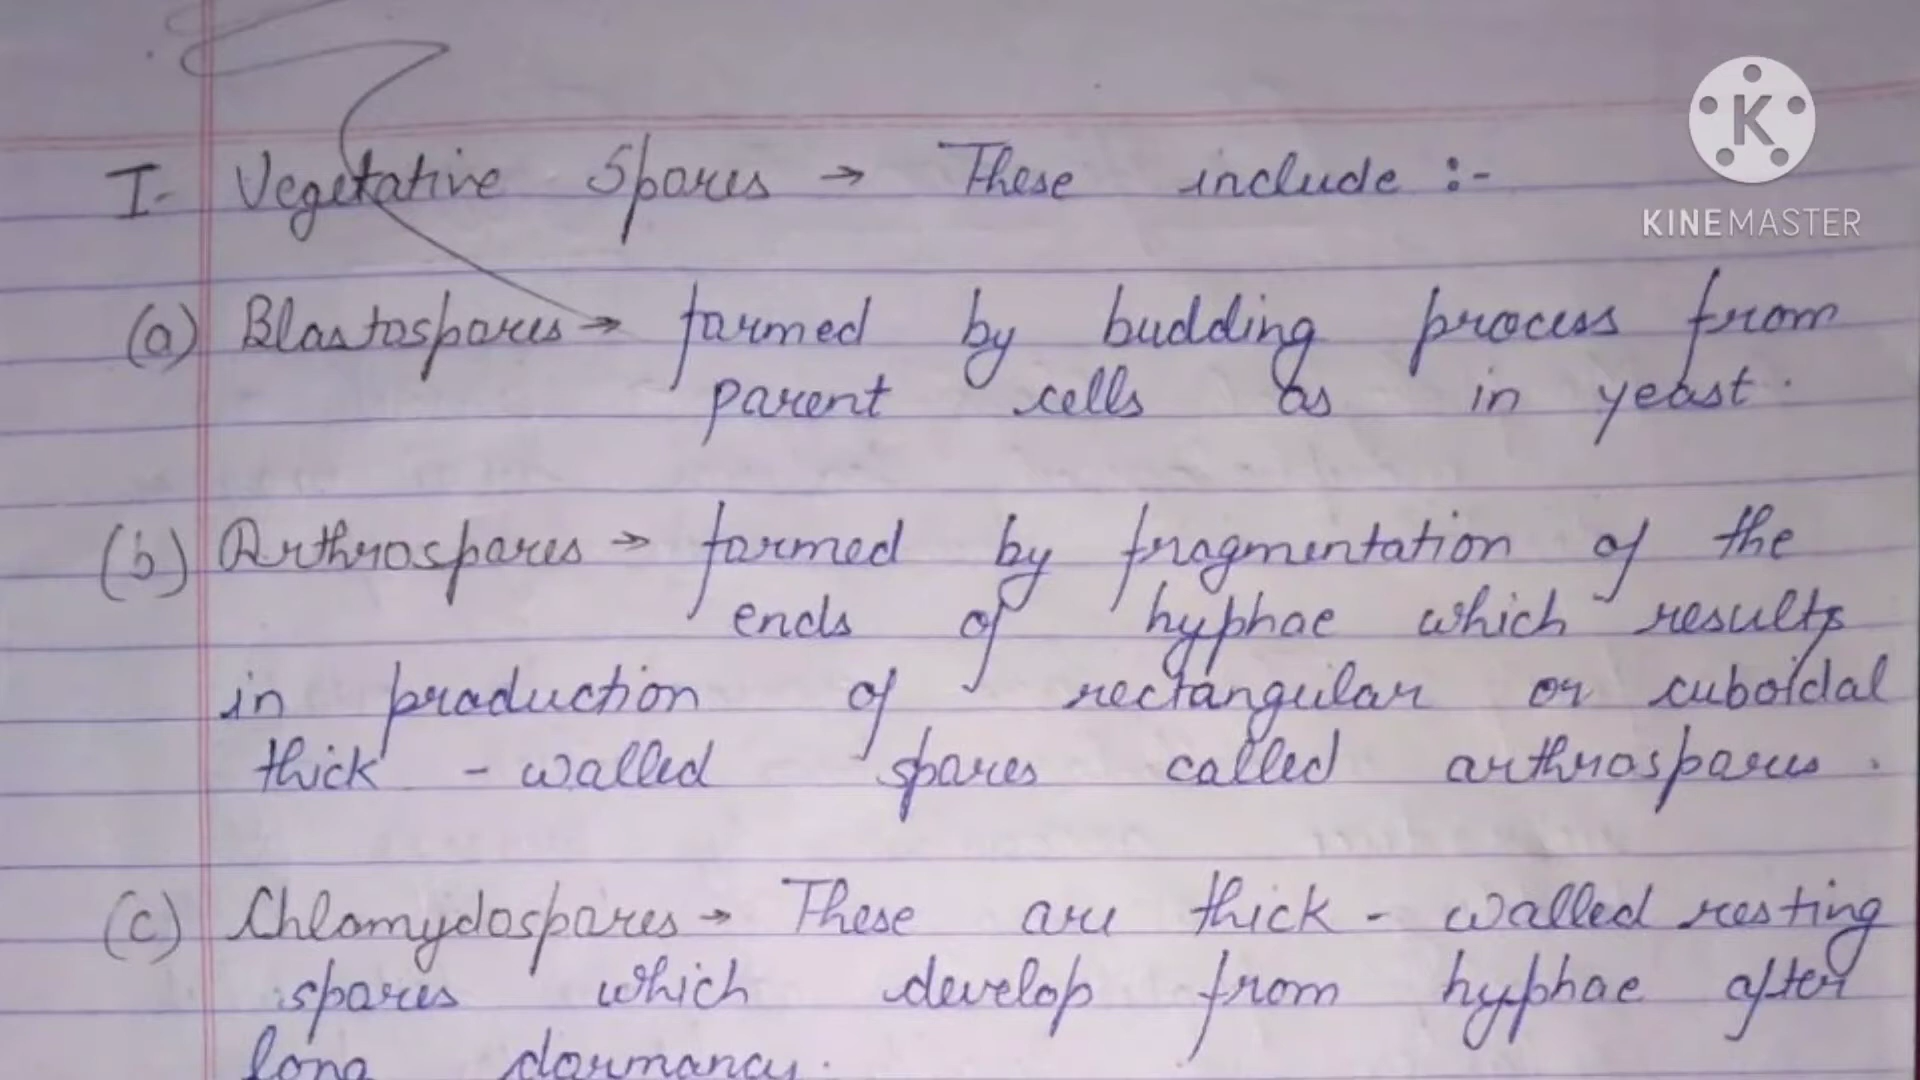 I- Vegetative Spores → These include :-
KINEMASTER
(a) Blastospores → formed by budding process from
parent cells as in yeast.
(b) Arthrospores → formed by fragmentation of the
ends of hyphae which results
in production of rectangular or cuboidal
thick - walled spores called arthrospores.
(c) Chlamydospores → These are thick - walled resting
spores which develop from hyphae after
long dormancy.